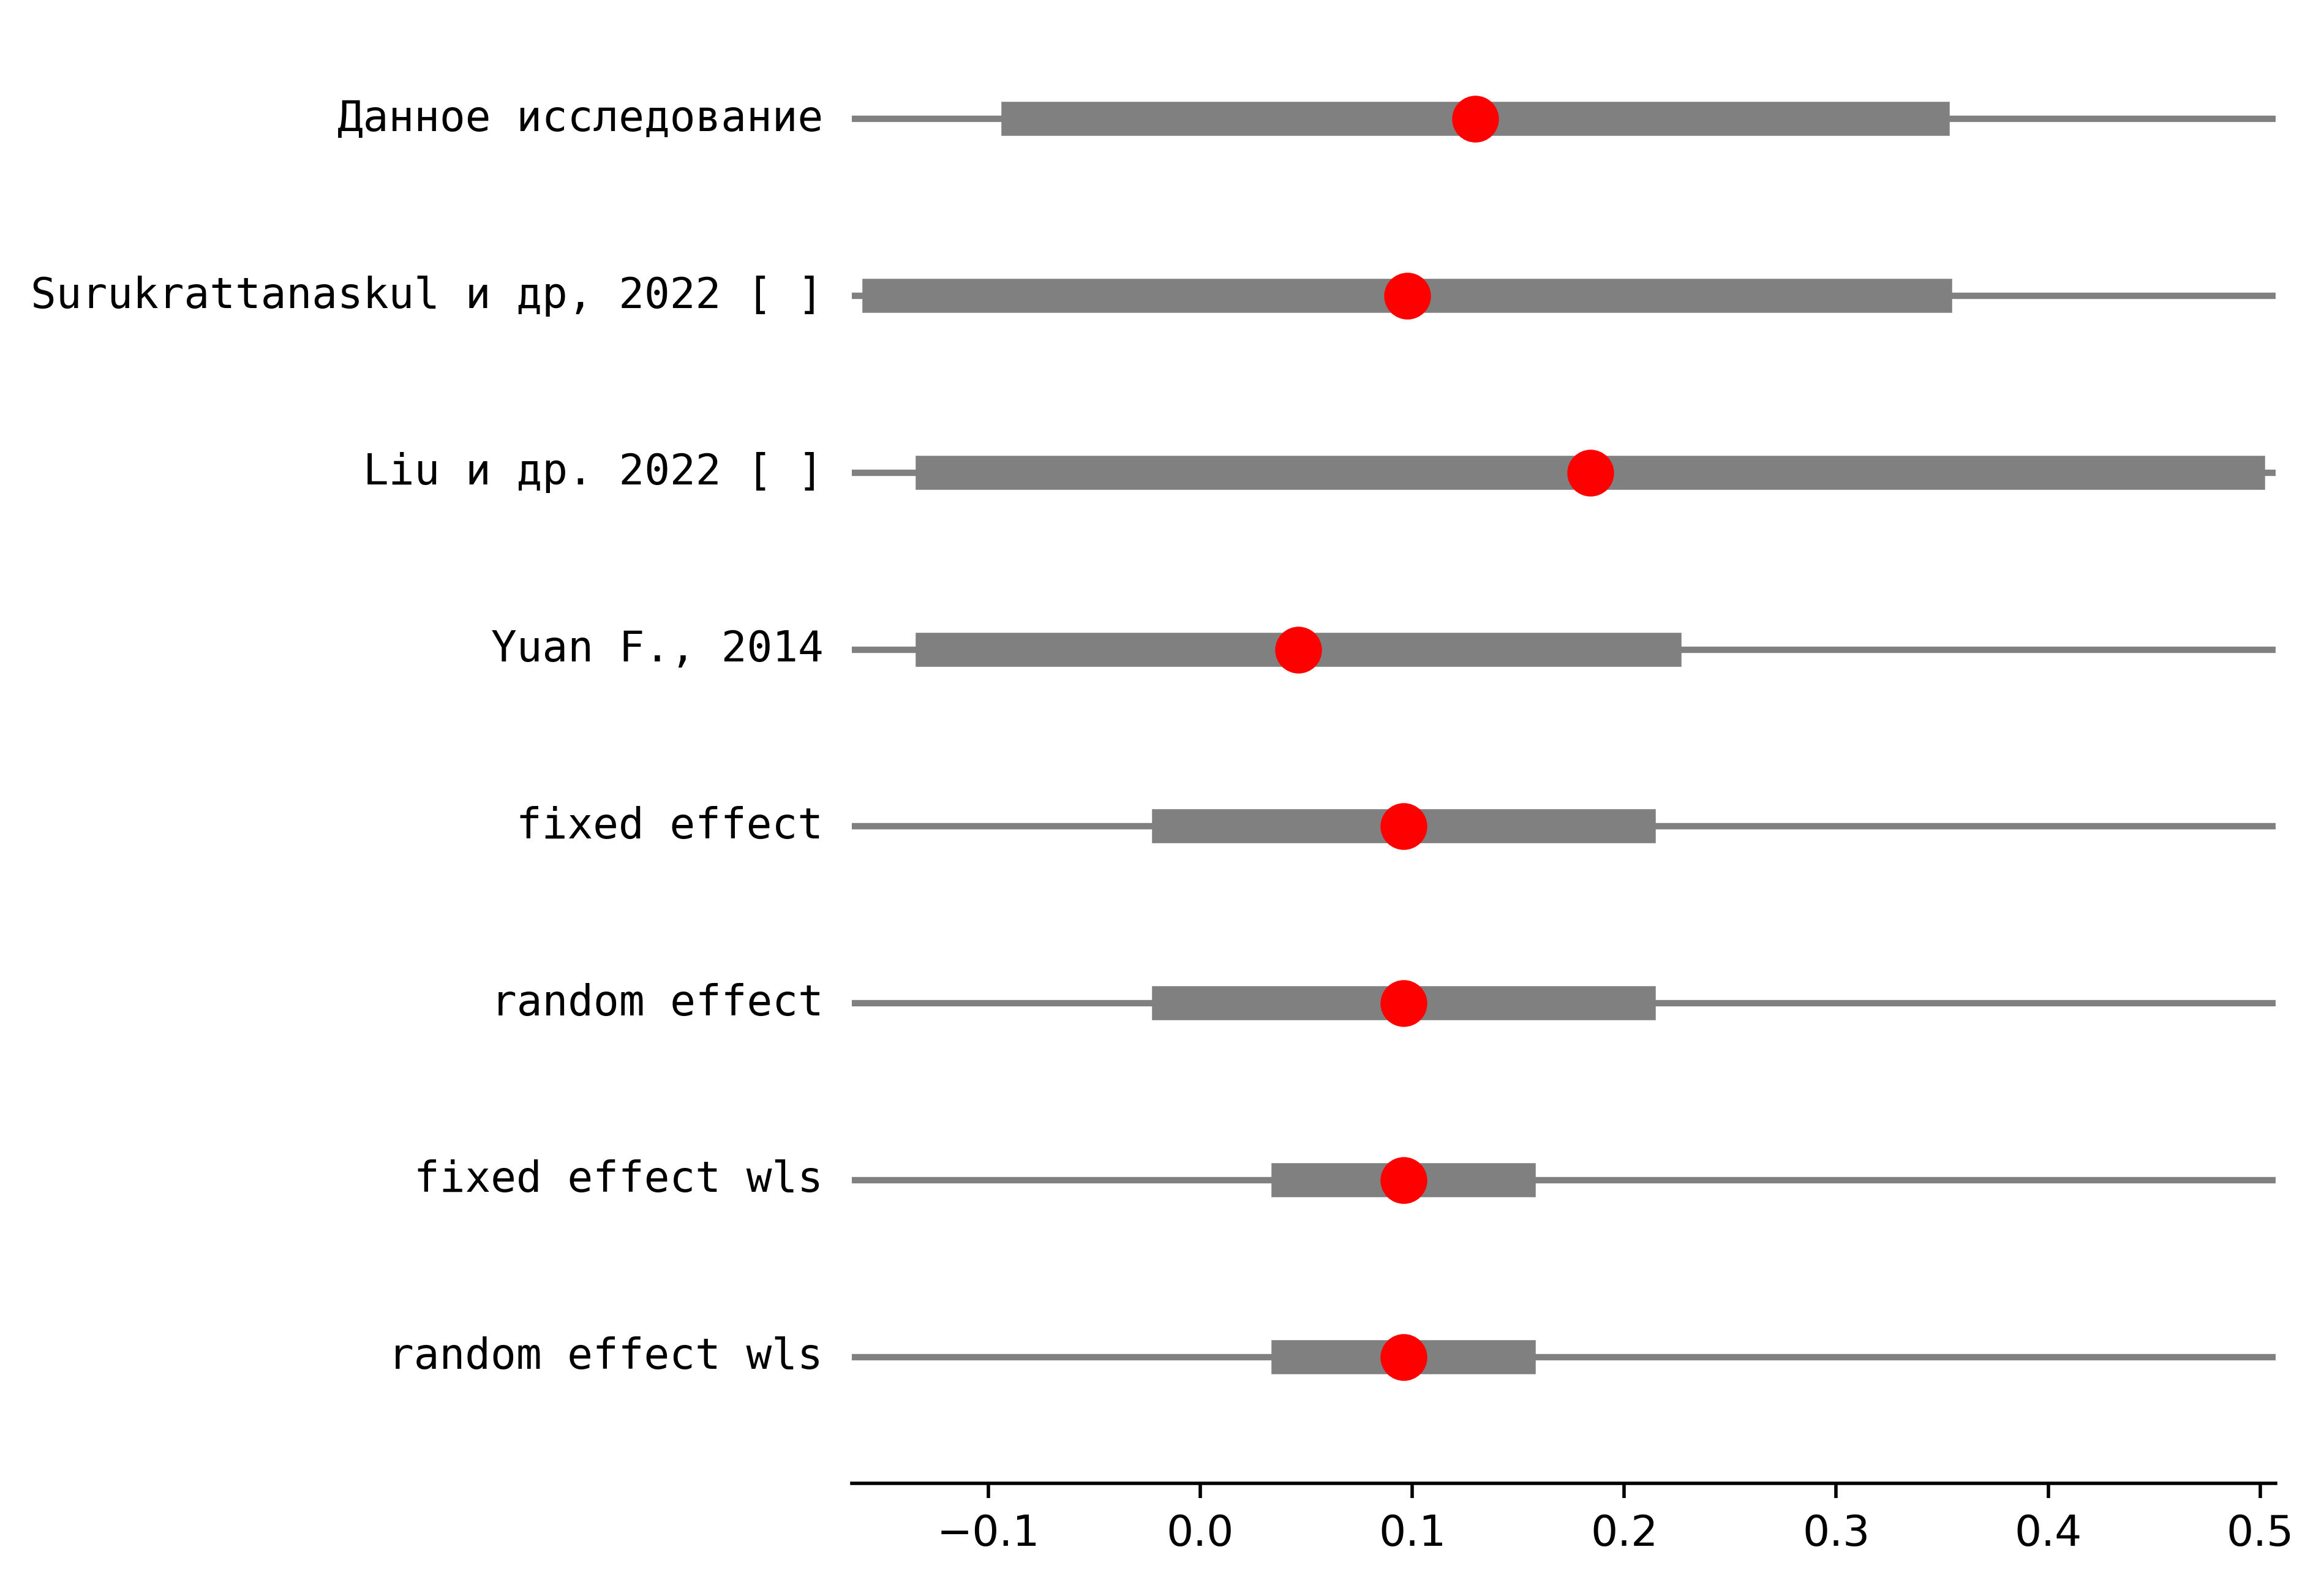 Данное исследование
Surukrattanaskul и др, 2022 [ ]
Liu и др. 2022 [ ]
Yuan F., 2014
fixed effect
random effect
fixed effect wls
random effect wls
−0.1 0.0 0.1 0.2 0.3 0.4 0.5